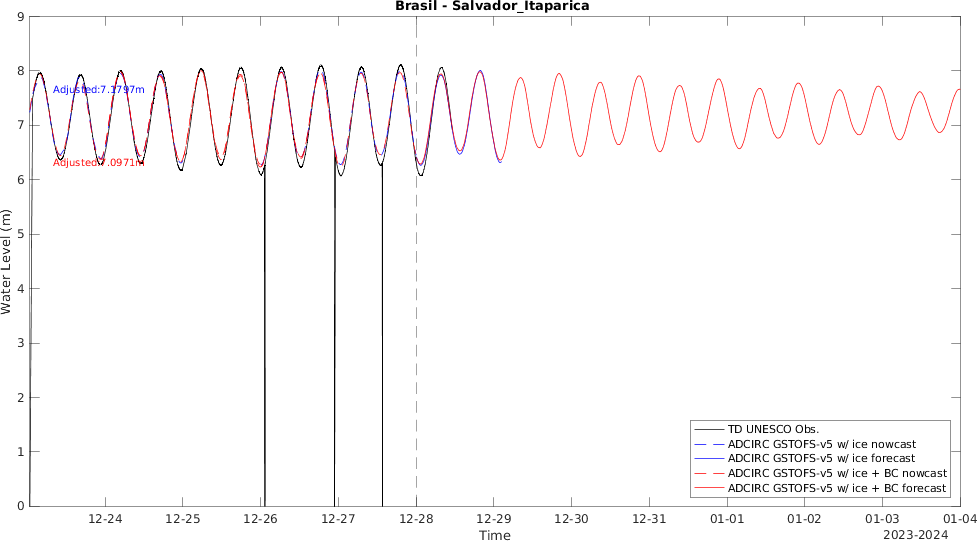 Brasil - Salvador_Itaparica
9
8
7
6
5
4
3
2
1
0
Water Level (m)
Adjusted:7.1797m
12-24
12-25
12-26
12-27
12-28
12-29
12-30
12-31
01-01
01-02
01-03
01-04
Time
2023-2024
TD UNESCO Obs.
ADCIRC GSTOFS-v5 w/ ice nowcast
ADCIRC GSTOFS-v5 w/ ice forecast
ADCIRC GSTOFS-v5 w/ ice + BC nowcast
ADCIRC GSTOFS-v5 w/ ice + BC forecast